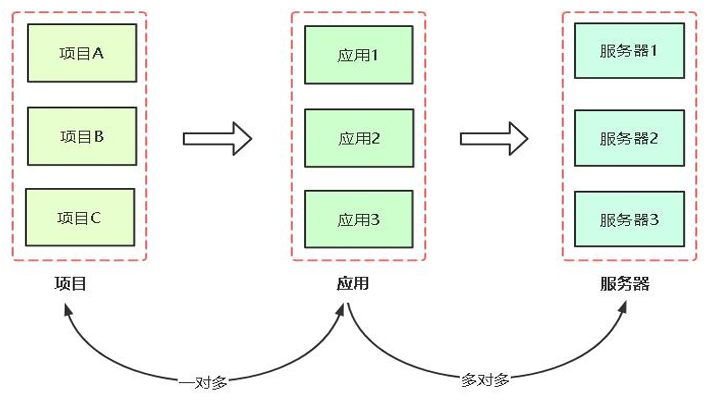 项目A
项目B
项目C
项目
应用1
应用2
应用3
应用
服务器1
服务器2
服务器3
服务器
一对多
多对多